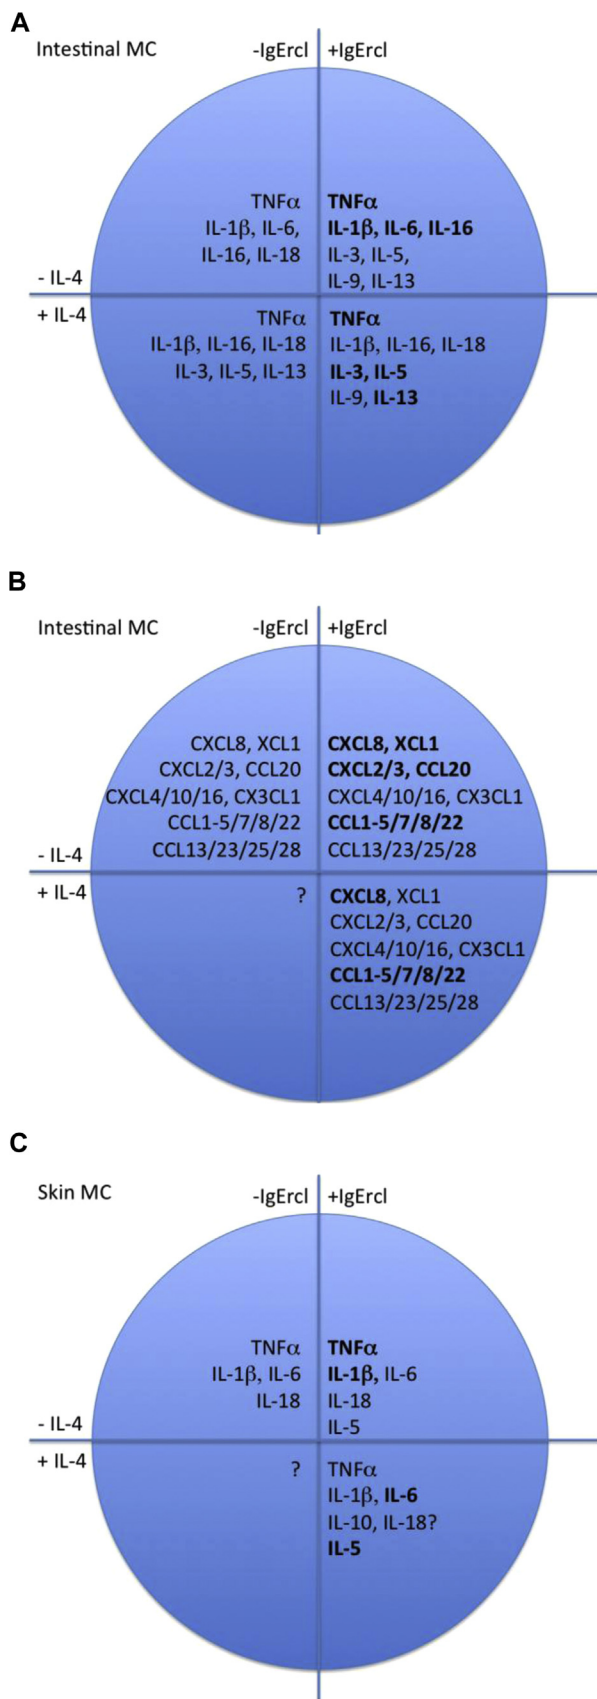 A
Intestinal MC
-IgErcl +IgErcl
TNFα
IL-1β, IL-6,
IL-16, IL-18
TNFα
IL-1β, IL-6, IL-16
IL-3, IL-5,
IL-9, IL-13
- IL-4
+ IL-4
TNFα
IL-1β, IL-16, IL-18
IL-3, IL-5, IL-13
TNFα
IL-1β, IL-16, IL-18
IL-3, IL-5
IL-9, IL-13
B
Intestinal MC
-IgErcl +IgErcl
CXCL8, XCL1
CXCL2/3, CCL20
CXCL4/10/16, CX3CL1
CCL1-5/7/8/22
CCL13/23/25/28
CXCL8, XCL1
CXCL2/3, CCL20
CXCL4/10/16, CX3CL1
CCL1-5/7/8/22
CCL13/23/25/28
- IL-4
+ IL-4
?
CXCL8, XCL1
CXCL2/3, CCL20
CXCL4/10/16, CX3CL1
CCL1-5/7/8/22
CCL13/23/25/28
C
Skin MC
-IgErcl +IgErcl
TNFα
IL-1β, IL-6
IL-18
TNFα
IL-1β, IL-6
IL-18
IL-5
- IL-4
+ IL-4
?
TNFα
IL-1β, IL-6
IL-10, IL-18?
IL-5